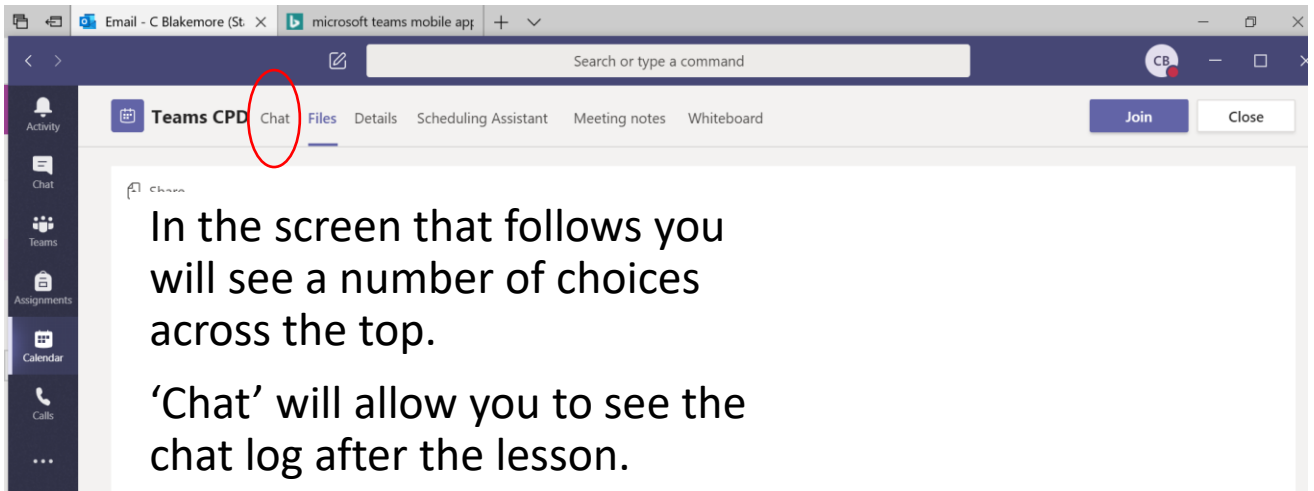 Email - C Blakemore (St microsoft teams mobile app
Search or type a command CB
Teams CPD Chat Files Details Scheduling Assistant Meeting notes Whiteboard Join Close
Activity
Chat
Teams
Assignments
Calendar
Calls
Share
In the screen that follows you
will see a number of choices
across the top.
‘Chat’ will allow you to see the
chat log after the lesson.